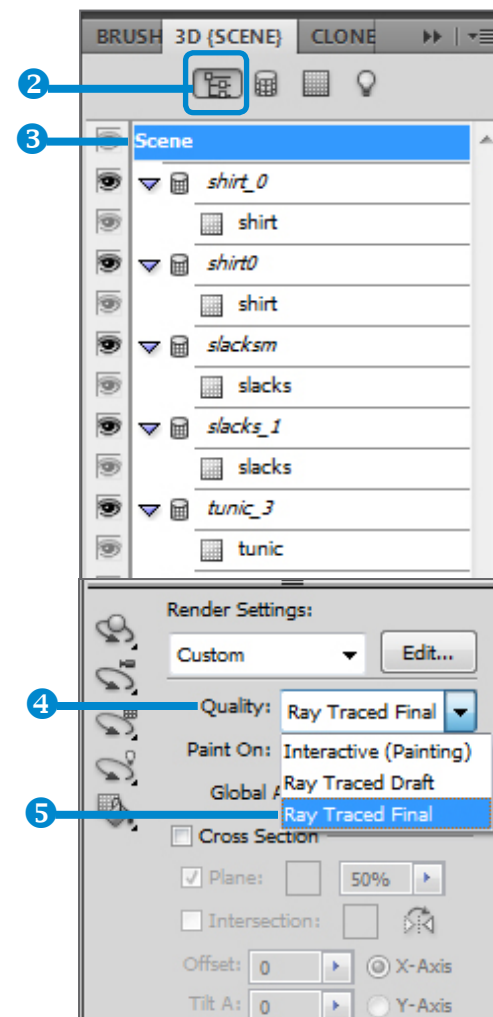 BRUSH 3D {SCENE} CLONE
2
3 Scene
shirt_0
shirt
shirt0
shirt
slacksm
slacks
slacks_1
slacks
tunic_3
tunic
Render Settings:
Custom Edit...
4 Quality: Ray Traced Final
Paint On: Interactive (Painting)
Global A Ray Traced Draft
5 Ray Traced Final
Cross Section
Plane: 50%
Intersection:
Offset: 0 X-Axis
Tilt A: 0 Y-Axis